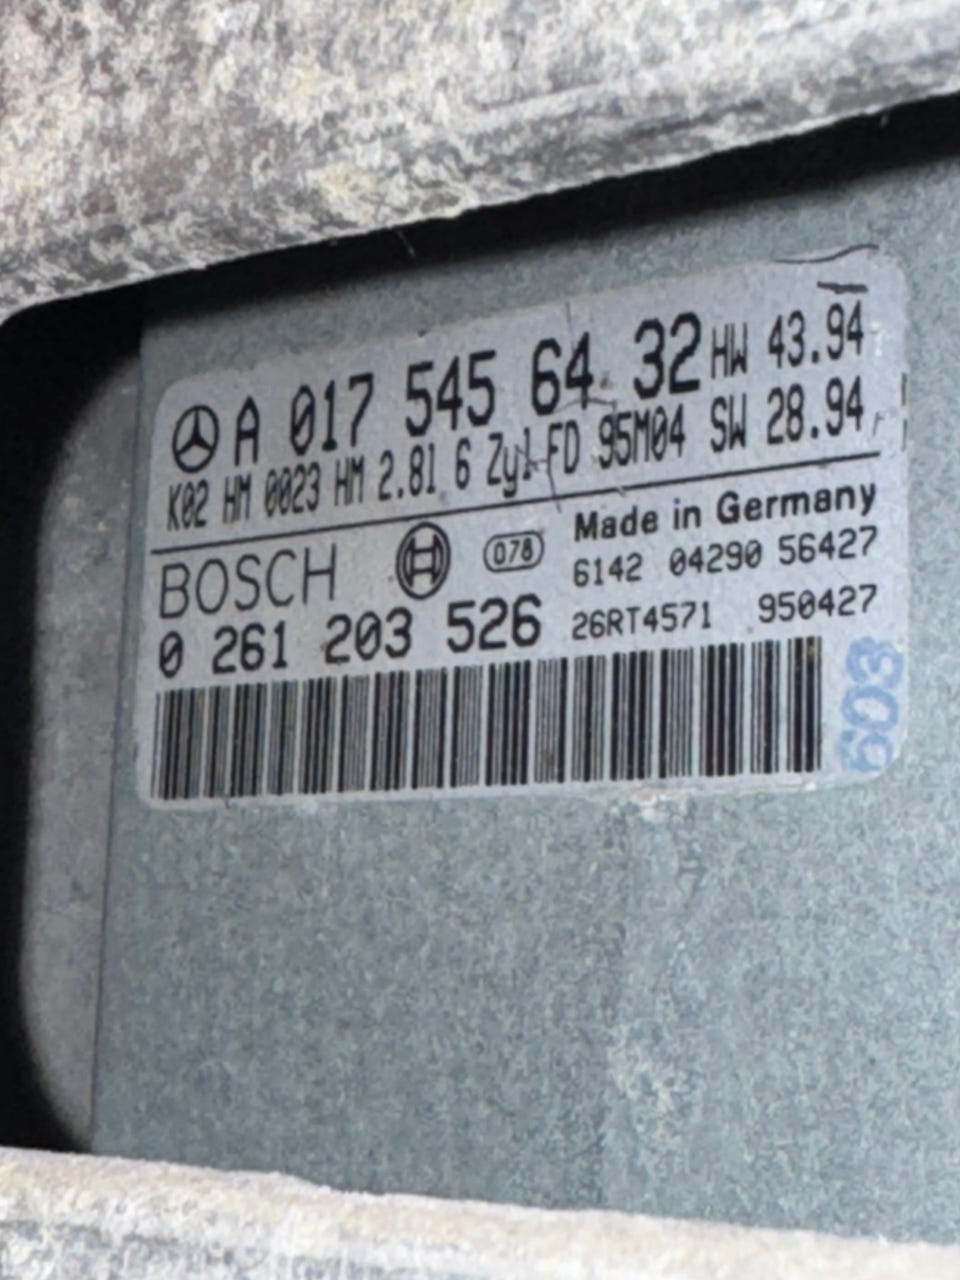 A 017 545 64 32 HW 43.94
K02 HM 0023 HM 2.8l 6 Zyl FD 95M04 SW 28.94
BOSCH 078 Made in Germany
6142 04290 56427
0 261 203 526 26RT4571 950427
603